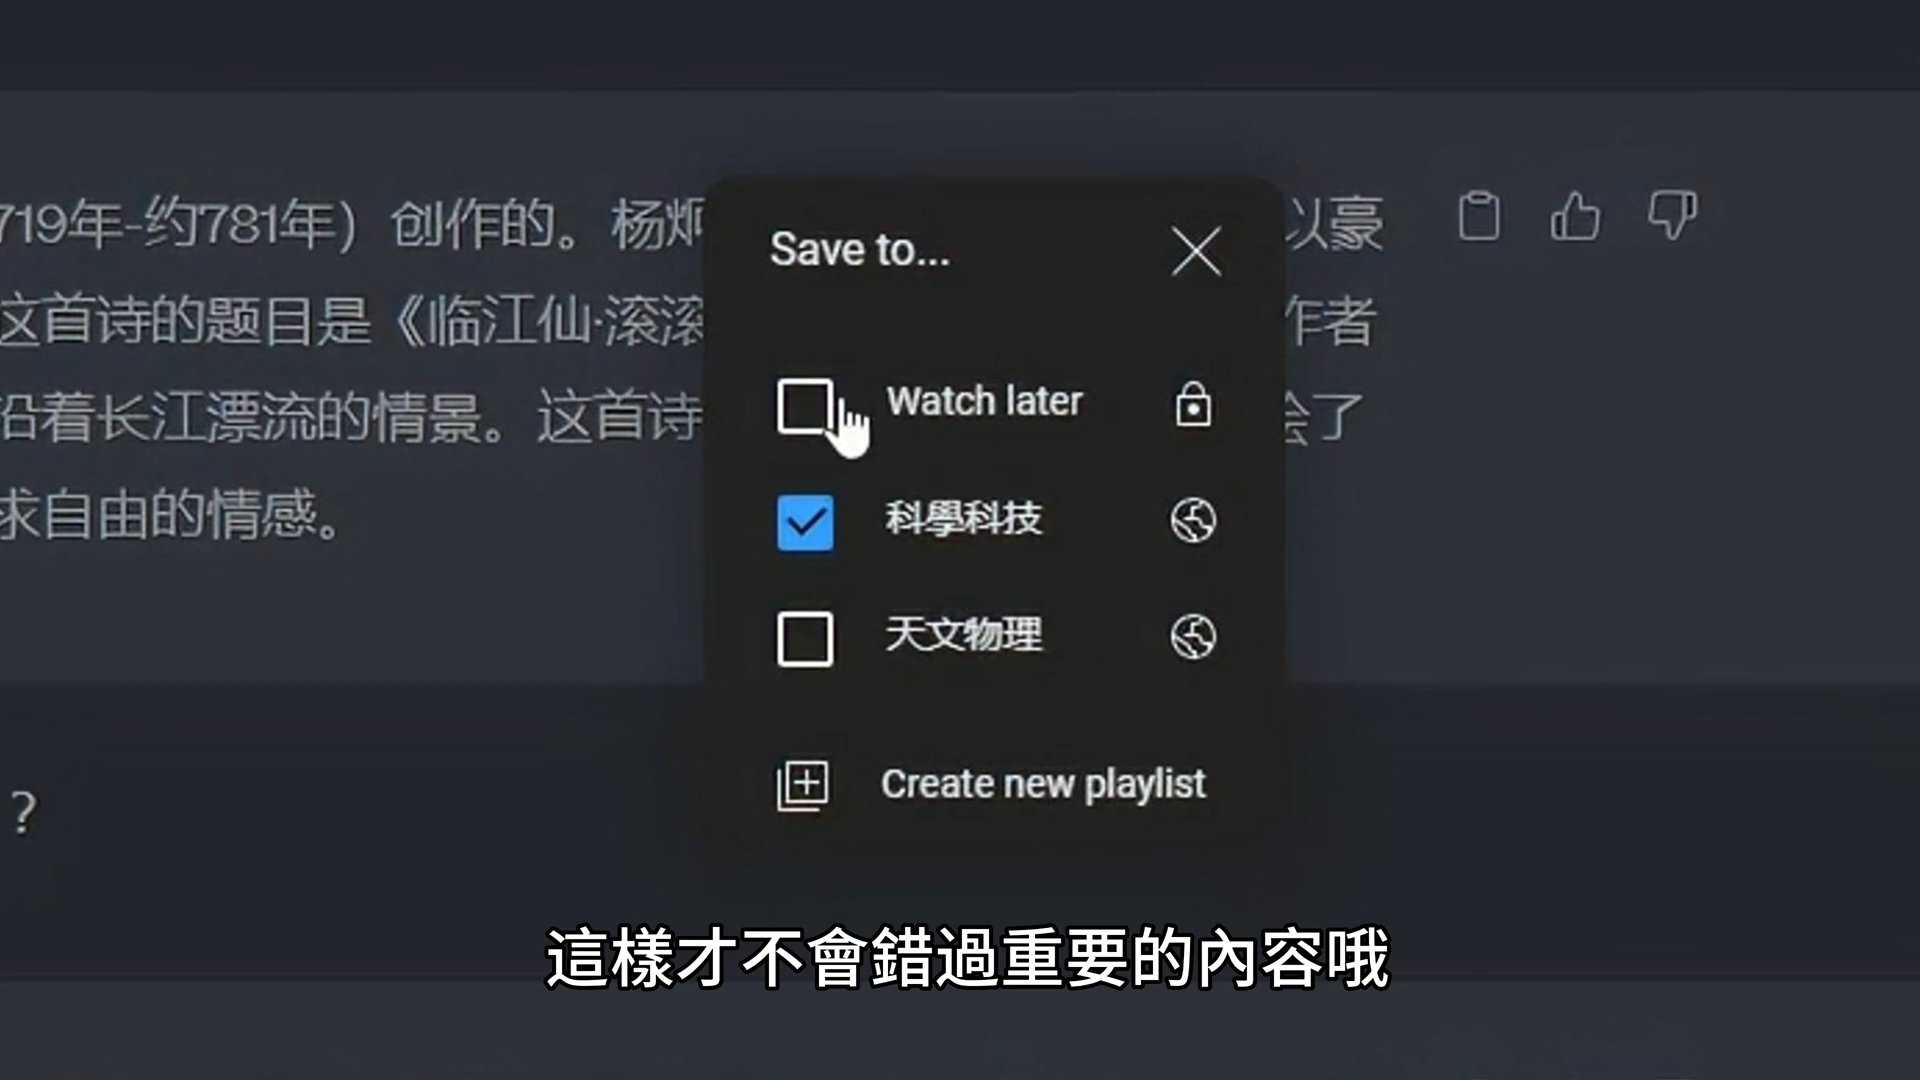 719年-约781年）创作的。杨炯
以豪
这首诗的题目是《临江仙·滚滚
作者
沿着长江漂流的情景。这首诗
绘了
求自由的情感。
?
Save to...
Watch later
科學科技
天文物理
Create new playlist
這樣才不會錯過重要的內容哦